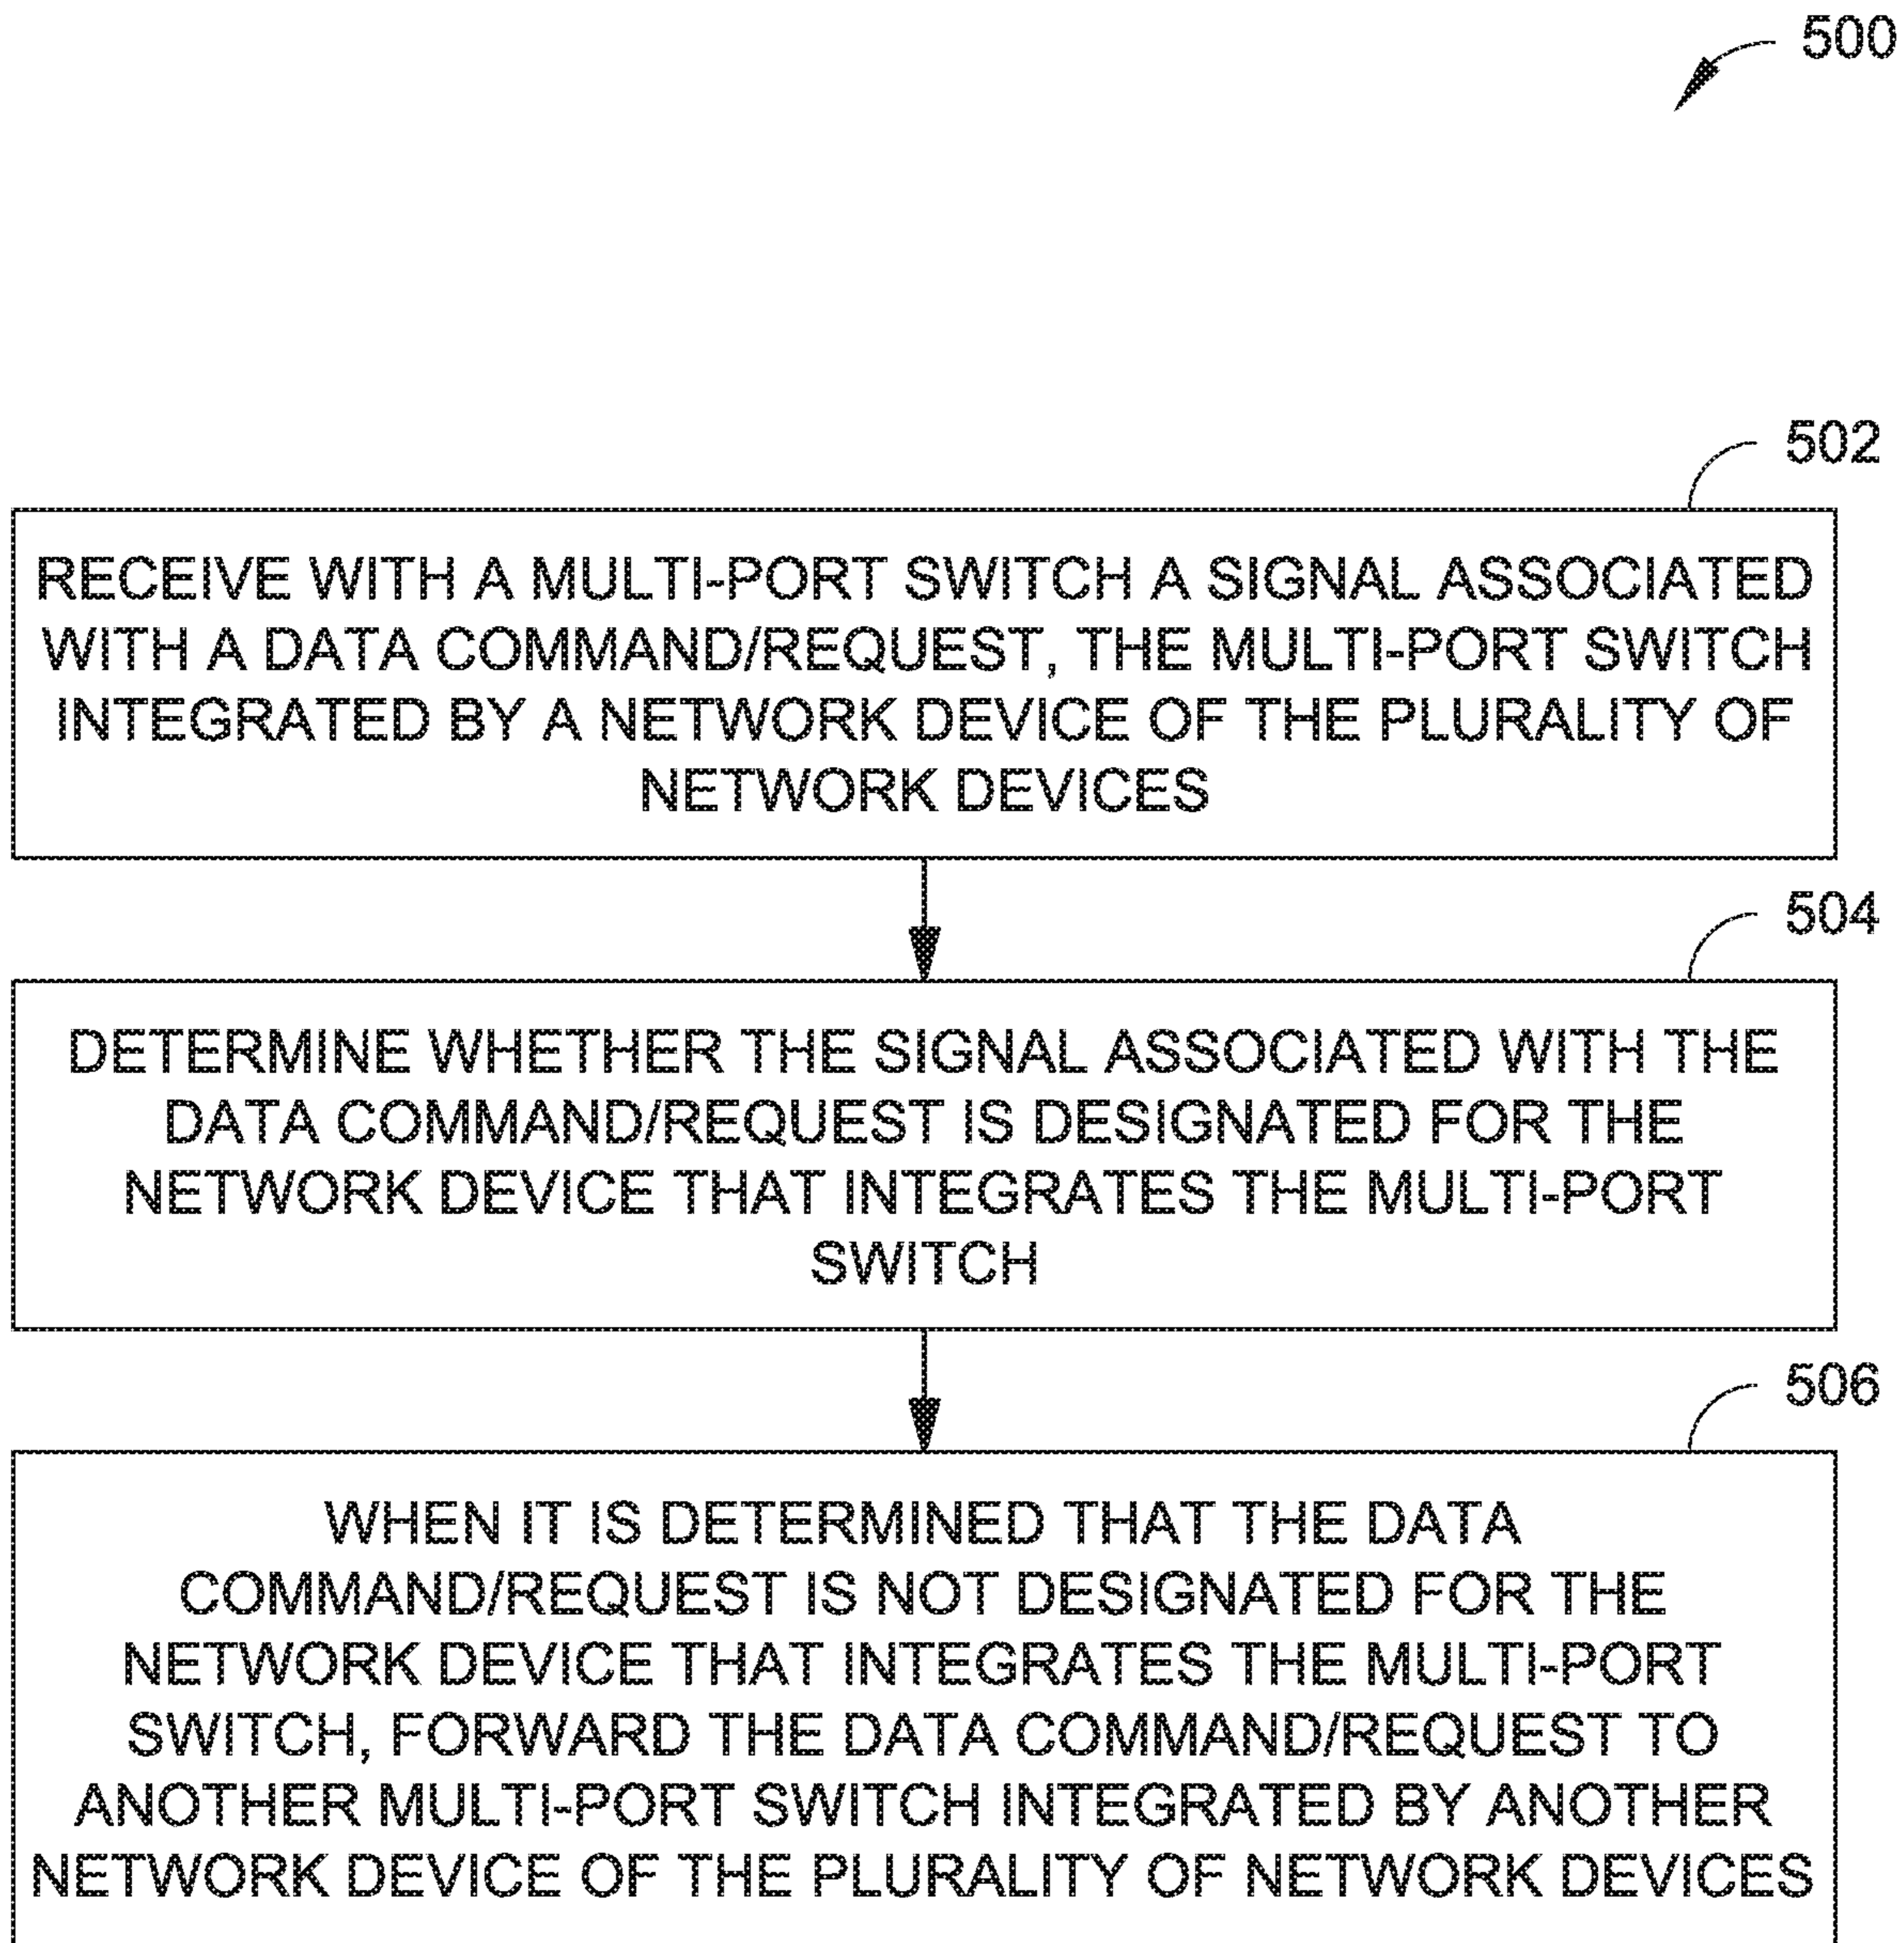 500
502
RECEIVE WITH A MULTI-PORT SWITCH A SIGNAL ASSOCIATED
WITH A DATA COMMAND/REQUEST, THE MULTI-PORT SWITCH
INTEGRATED BY A NETWORK DEVICE OF THE PLURALITY OF
NETWORK DEVICES
504
DETERMINE WHETHER THE SIGNAL ASSOCIATED WITH THE
DATA COMMAND/REQUEST IS DESIGNATED FOR THE
NETWORK DEVICE THAT INTEGRATES THE MULTI-PORT
SWITCH
506
WHEN IT IS DETERMINED THAT THE DATA
COMMAND/REQUEST IS NOT DESIGNATED FOR THE
NETWORK DEVICE THAT INTEGRATES THE MULTI-PORT
SWITCH, FORWARD THE DATA COMMAND/REQUEST TO
ANOTHER MULTI-PORT SWITCH INTEGRATED BY ANOTHER
NETWORK DEVICE OF THE PLURALITY OF NETWORK DEVICES